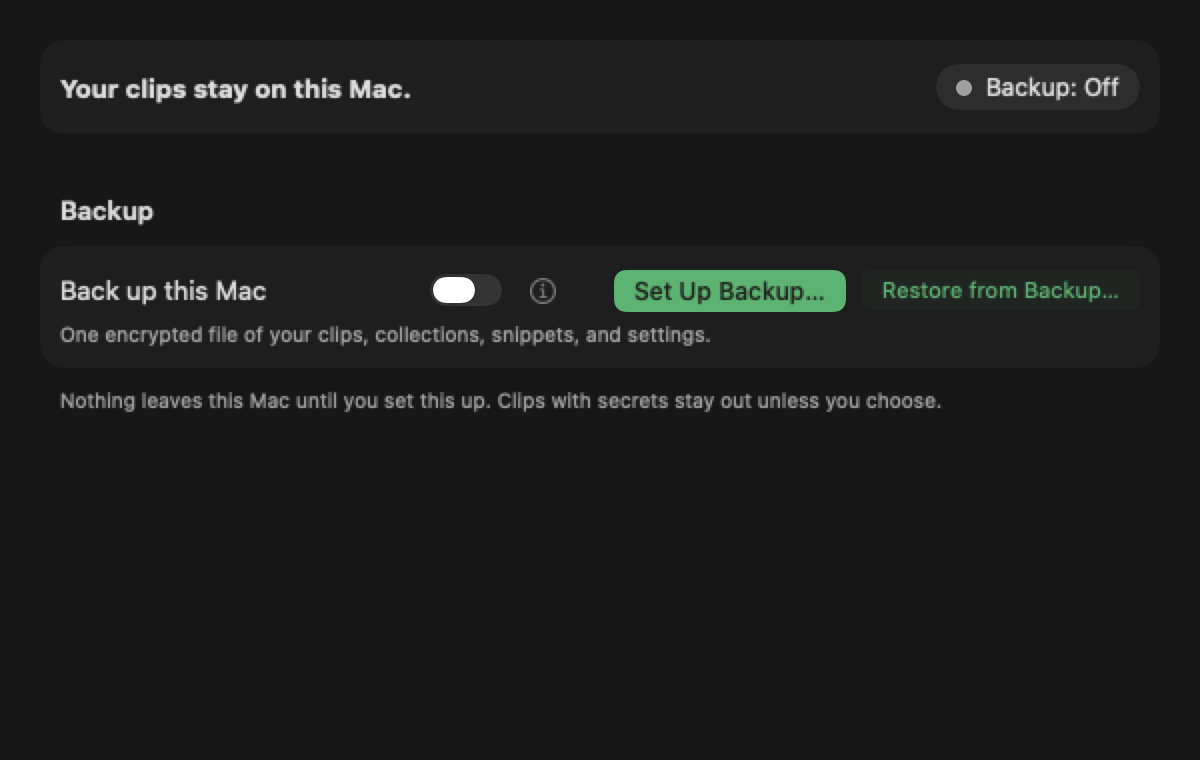 Your clips stay on this Mac.
Backup: Off
Backup
Back up this Mac
Set Up Backup...
Restore from Backup...
One encrypted file of your clips, collections, snippets, and settings.
Nothing leaves this Mac until you set this up. Clips with secrets stay out unless you choose.